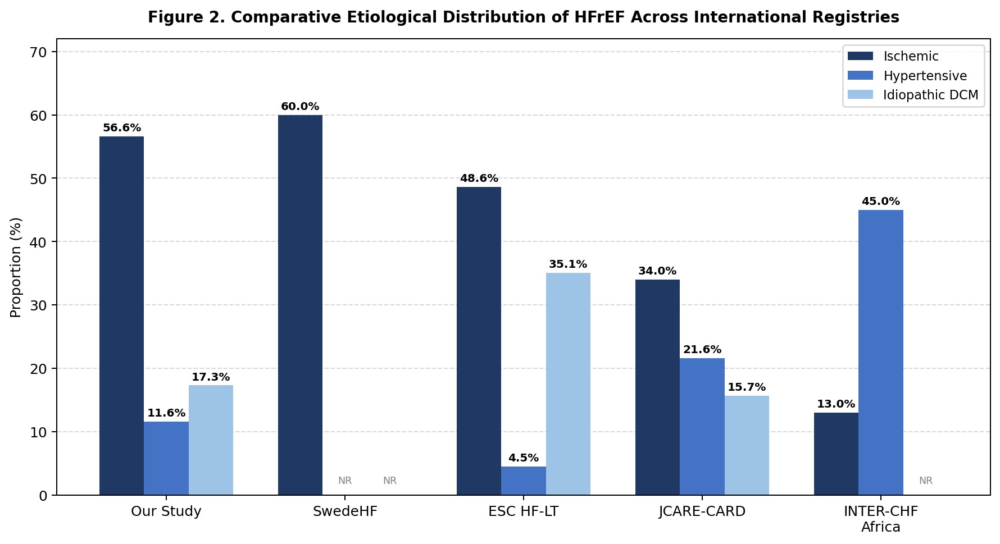 Figure 2. Comparative Etiological Distribution of HFrEF Across International Registries
Proportion (%)
70
60
50
40
30
20
10
0
Ischemic
Hypertensive
Idiopathic DCM
56.6%
11.6%
17.3%
60.0%
NR
NR
48.6%
4.5%
35.1%
34.0%
21.6%
15.7%
13.0%
45.0%
NR
Our Study
SwedeHF
ESC HF-LT
JCARE-CARD
INTER-CHF
Africa